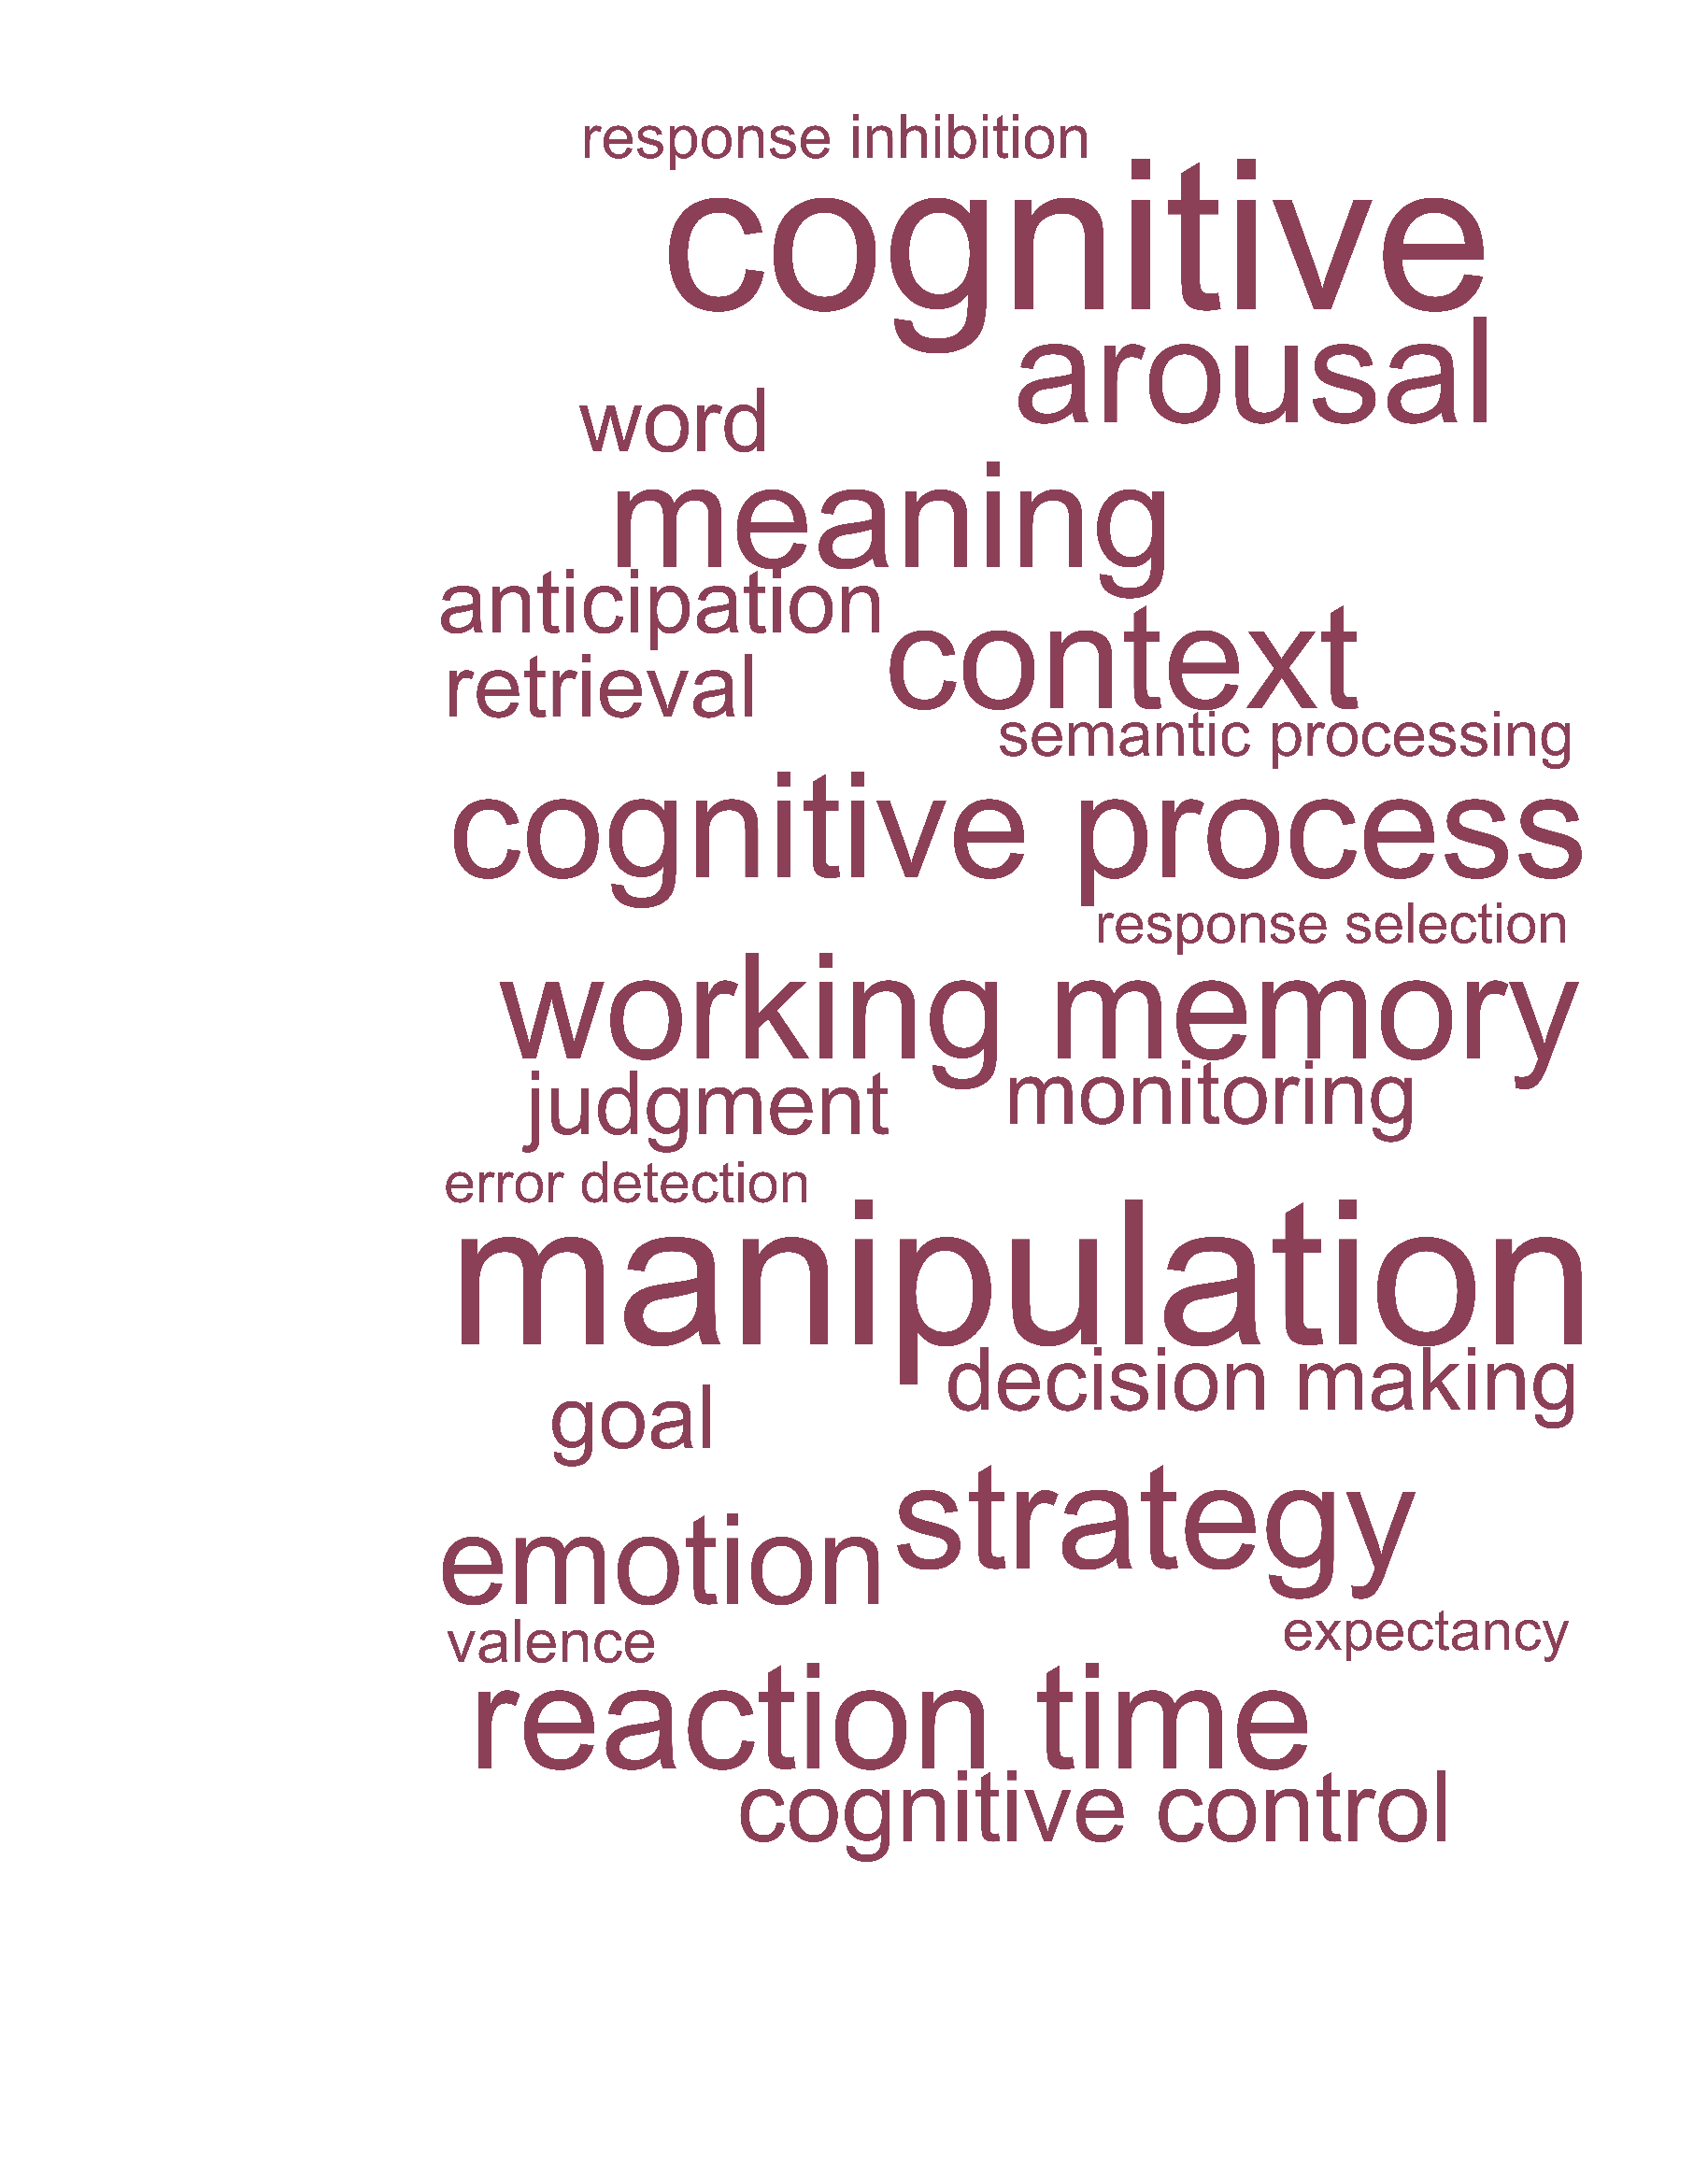 response inhibition
cognitive
arousal
word
meaning
anticipation
context
retrieval
semantic processing
cognitive process
response selection
working memory
judgment
monitoring
error detection
manipulation
decision making
goal
strategy
emotion
valence
expectancy
reaction time
cognitive control